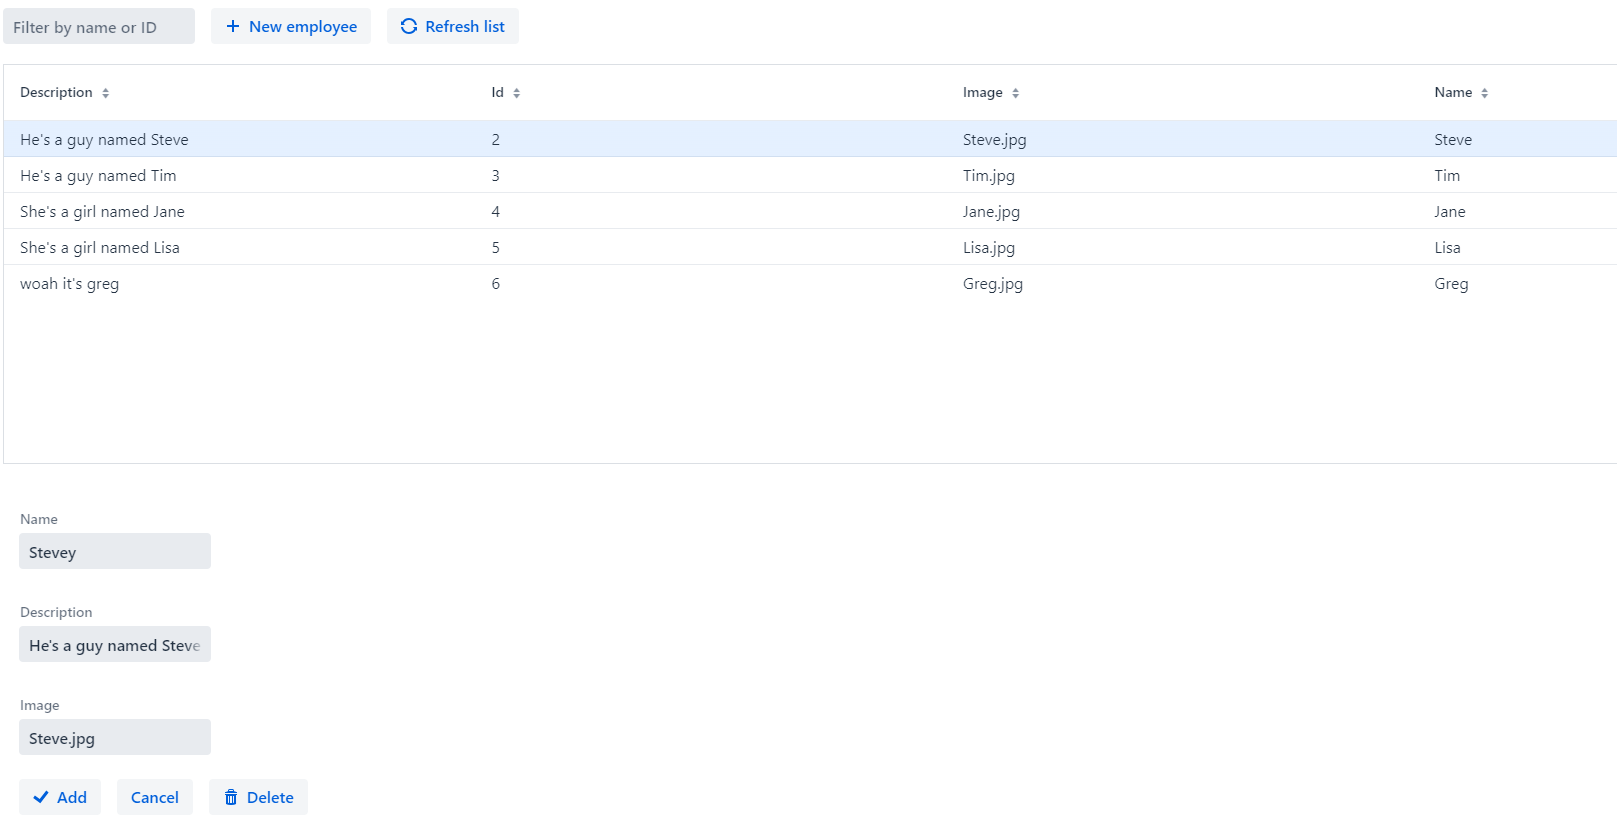 Filter by name or ID New employee Refresh list
Description Id Image Name
He's a guy named Steve 2 Steve.jpg Steve
He's a guy named Tim 3 Tim.jpg Tim
She's a girl named Jane 4 Jane.jpg Jane
She's a girl named Lisa 5 Lisa.jpg Lisa
woah it's greg 6 Greg.jpg Greg
Name
Stevey
Description
He's a guy named Steve
Image
Steve.jpg
Add Cancel Delete